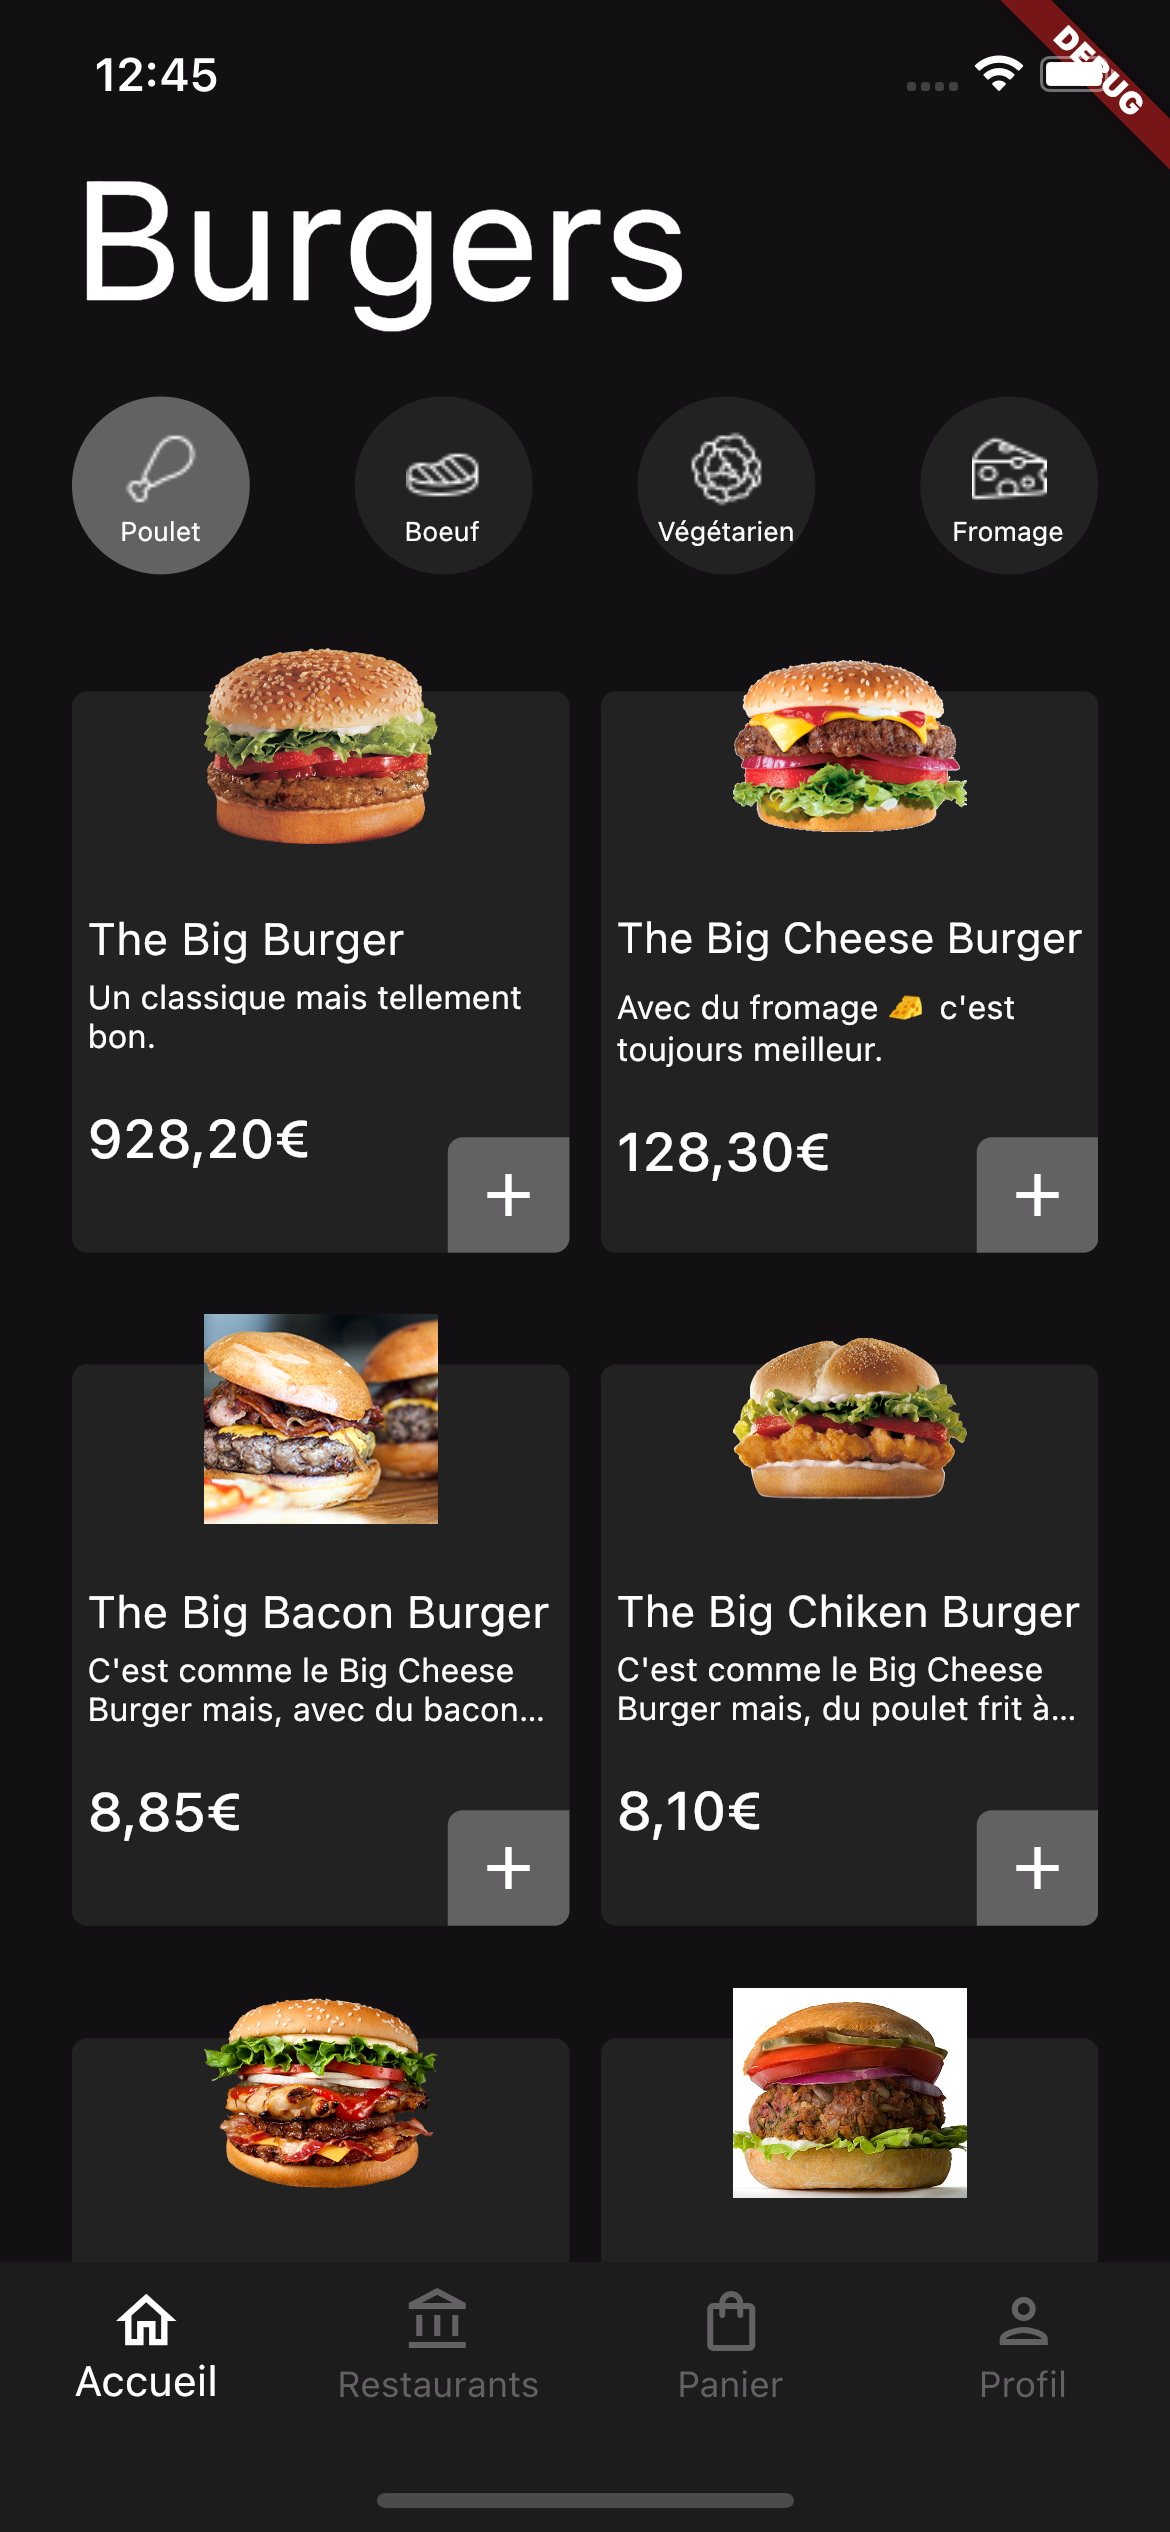 12:45
DEBUG
Burgers
Poulet
Boeuf
Végétarien
Fromage
The Big Burger
Un classique mais tellement
bon.
928,20€
+
The Big Cheese Burger
Avec du fromage 🧀 c'est
toujours meilleur.
128,30€
+
The Big Bacon Burger
C'est comme le Big Cheese
Burger mais, avec du bacon...
8,85€
+
The Big Chiken Burger
C'est comme le Big Cheese
Burger mais, du poulet frit à...
8,10€
+
Accueil
Restaurants
Panier
Profil